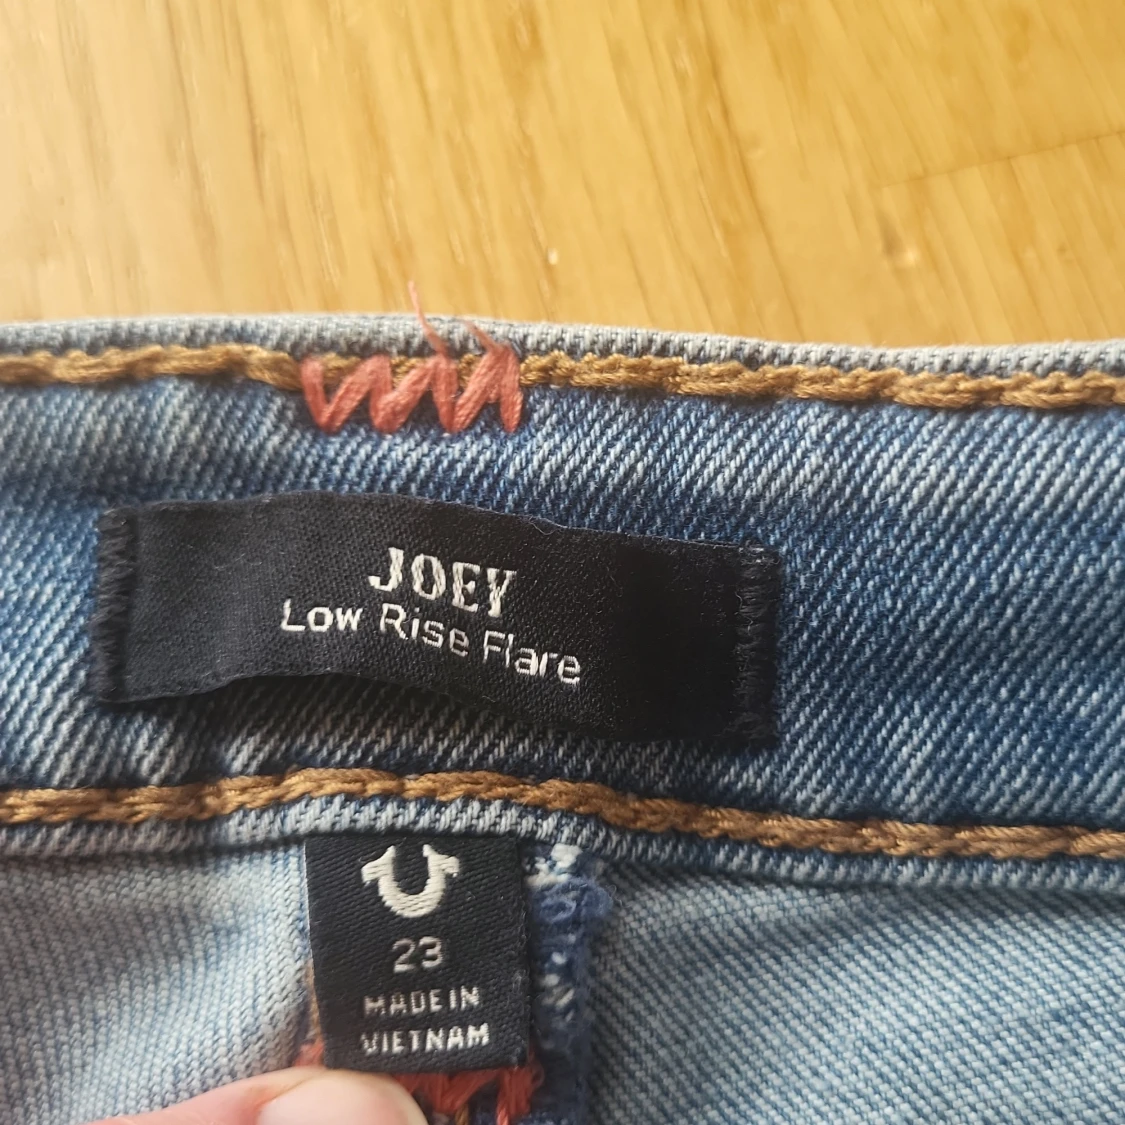 JOEY
Low Rise Flare
23
MADE IN
VIETNAM